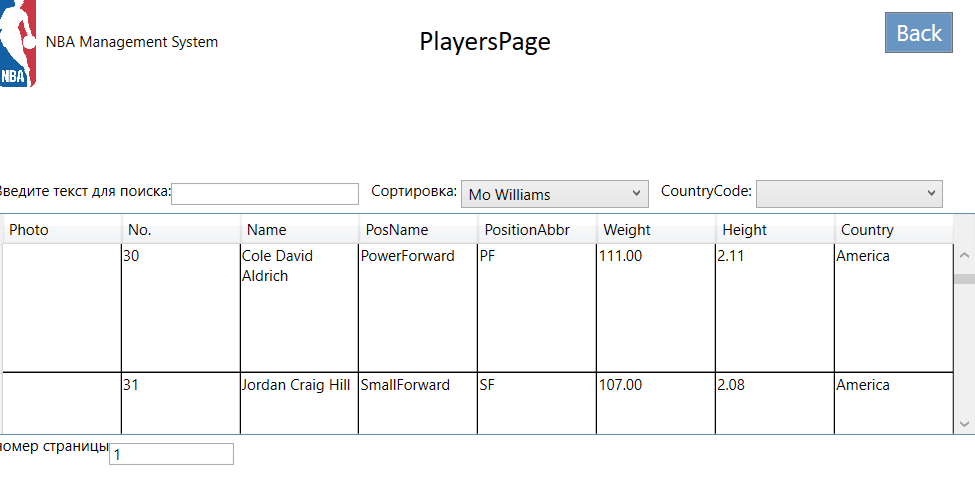 NBA
NBA Management System
PlayersPage
Back
Введите текст для поиска:
Сортировка: Mo Williams
CountryCode:
Photo No. Name PosName PositionAbbr Weight Height Country
30 Cole David Aldrich PowerForward PF 111.00 2.11 America
31 Jordan Craig Hill SmallForward SF 107.00 2.08 America
номер страницы 1